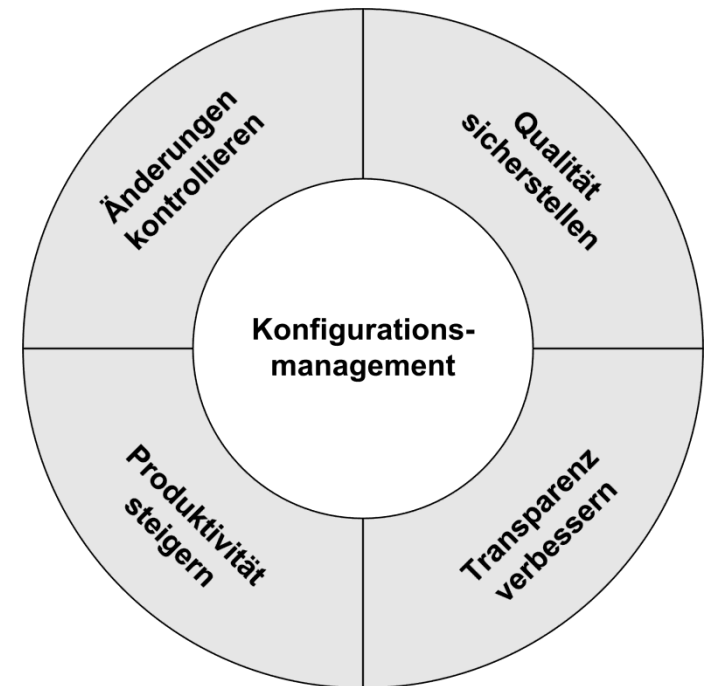 Änderungen
kontrollieren
Qualität
sicherstellen
Konfigurations-
management
Produktivität
steigern
Transparenz
verbessern